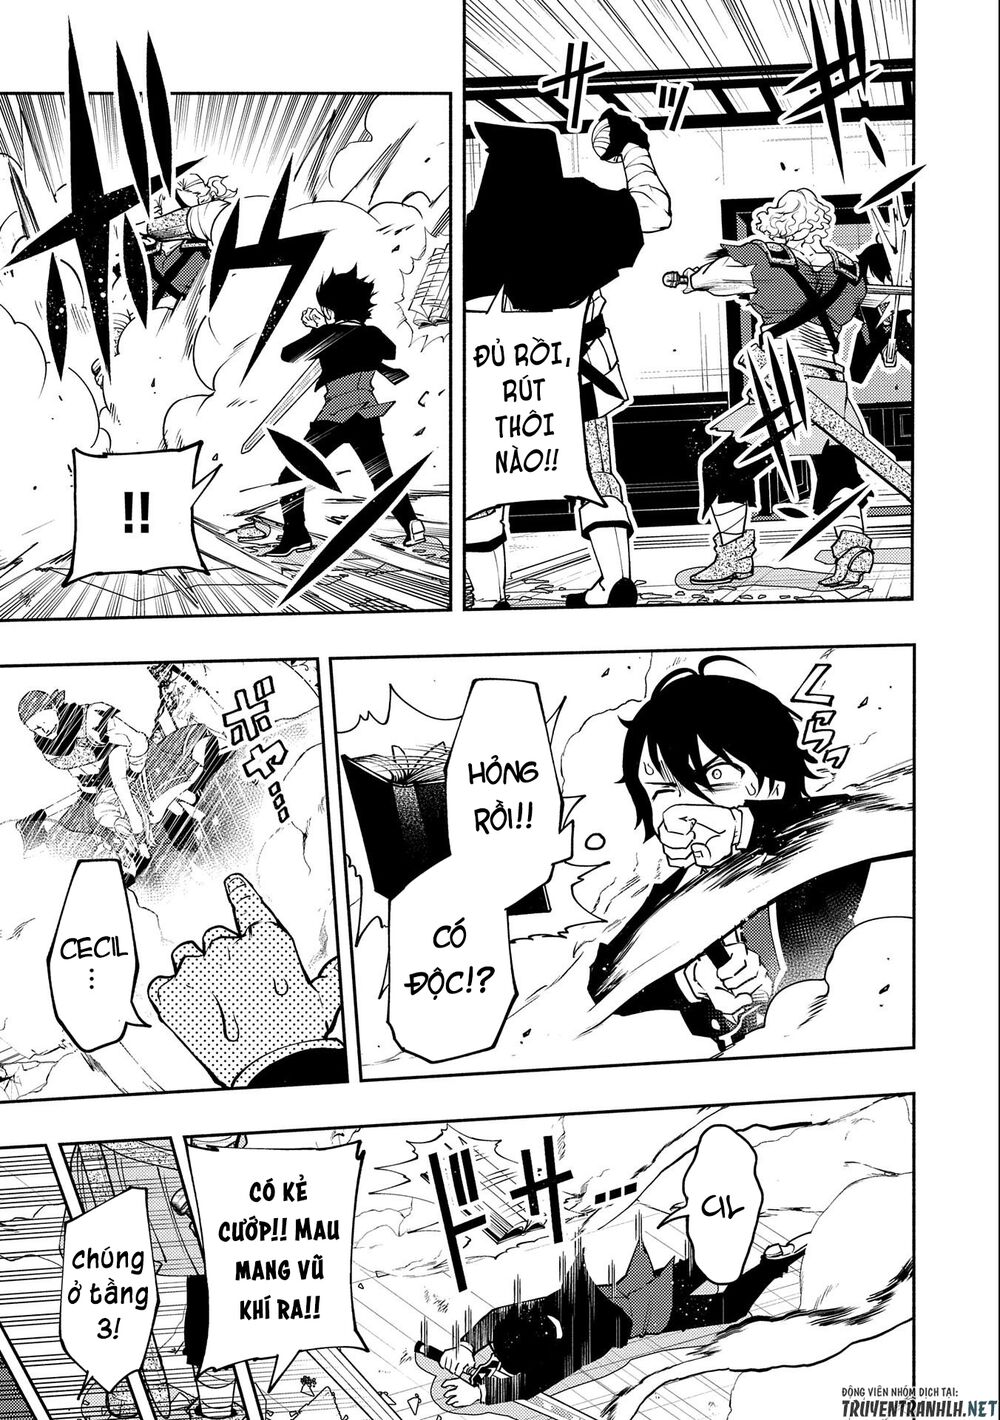 ĐỦ RỒI,
RÚT
THÔI
NÀO!!
!!
HỎNG
RỒI!!
CÓ
ĐỘC!?
CECIL
...
CIL
CÓ KẺ
CƯỚP!! MAU
MANG VŨ
KHÍ RA!!
Chúng
ở tầng
3!
ĐỘNG VIÊN NHÓM DỊCH TẠI:
TRUYENTRANHLH.NET